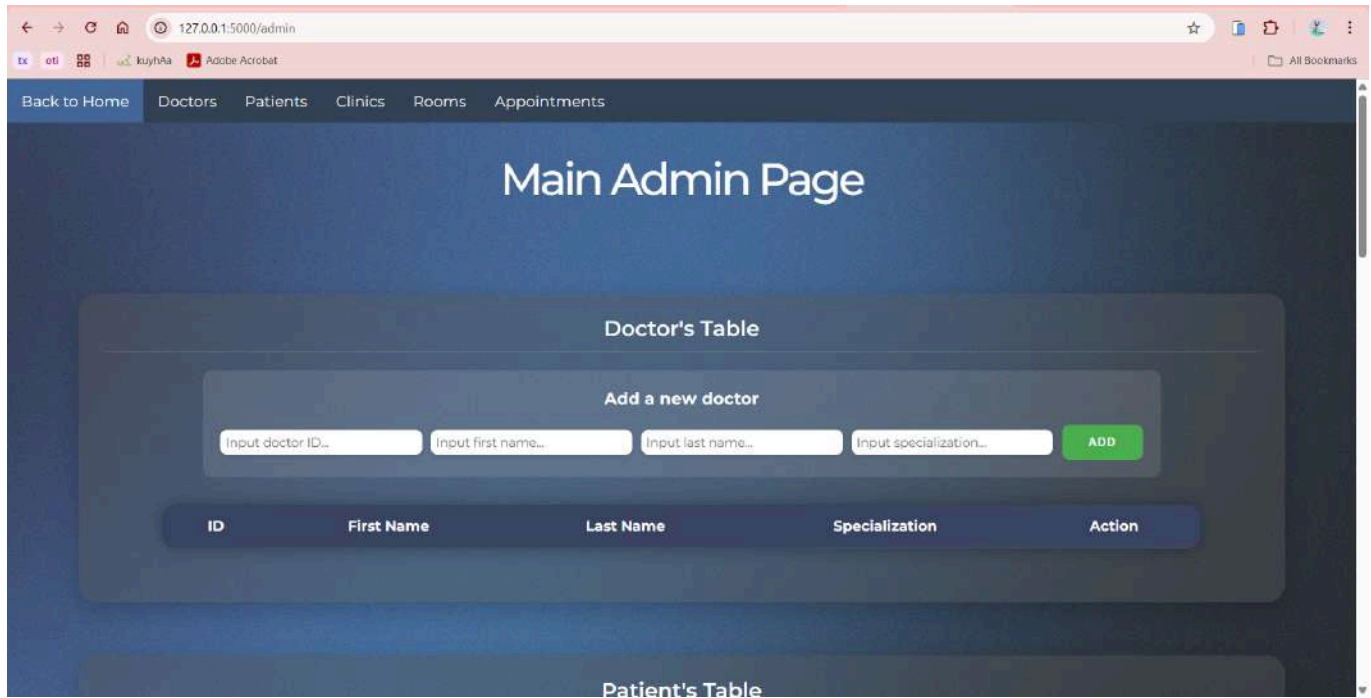 127.0.0.1:5000/admin
tx oti kuyhAa Adobe Acrobat All Bookmarks
Back to Home Doctors Patients Clinics Rooms Appointments
Main Admin Page
Doctor's Table
Add a new doctor
Input doctor ID... Input first name... Input last name... Input specialization... ADD
ID First Name Last Name Specialization Action
Patient's Table